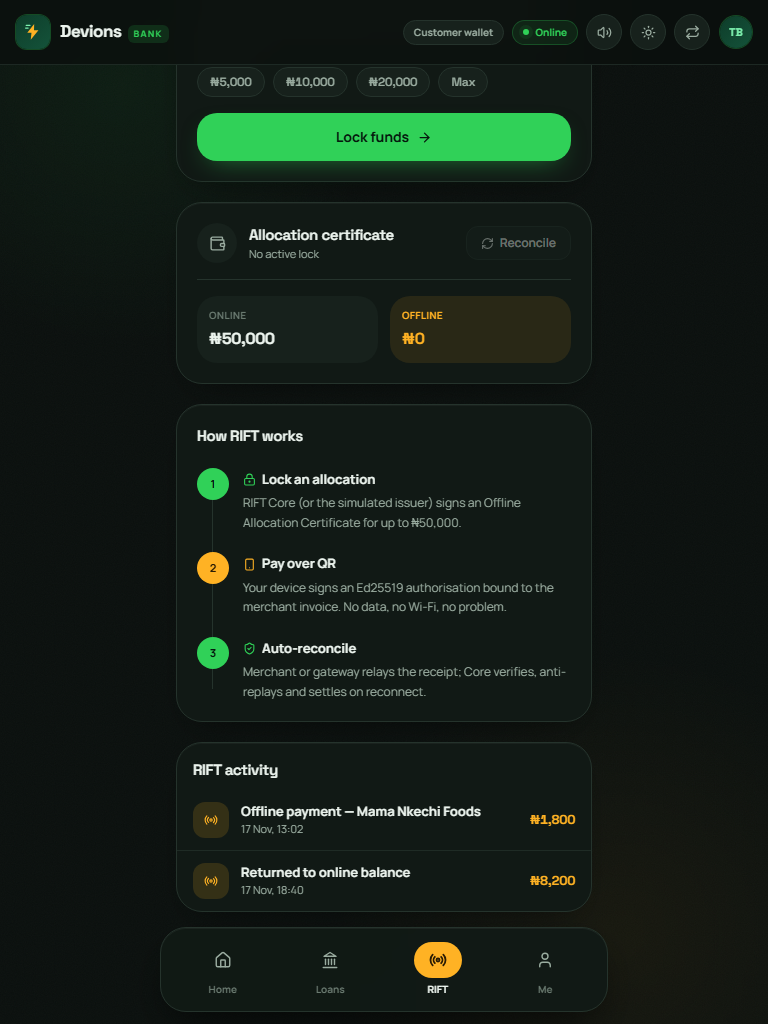 Devions BANK
Customer wallet
Online
TB
₦5,000
₦10,000
₦20,000
Max
Lock funds →
Allocation certificate
No active lock
Reconcile
ONLINE
₦50,000
OFFLINE
₦0
How RIFT works
1
Lock an allocation
RIFT Core (or the simulated issuer) signs an Offline
Allocation Certificate for up to ₦50,000.
2
Pay over QR
Your device signs an Ed25519 authorisation bound to the
merchant invoice. No data, no Wi-Fi, no problem.
3
Auto-reconcile
Merchant or gateway relays the receipt; Core verifies, anti-
replays and settles on reconnect.
RIFT activity
Offline payment — Mama Nkechi Foods
17 Nov, 13:02
₦1,800
Returned to online balance
17 Nov, 18:40
₦8,200
Home
Loans
RIFT
Me